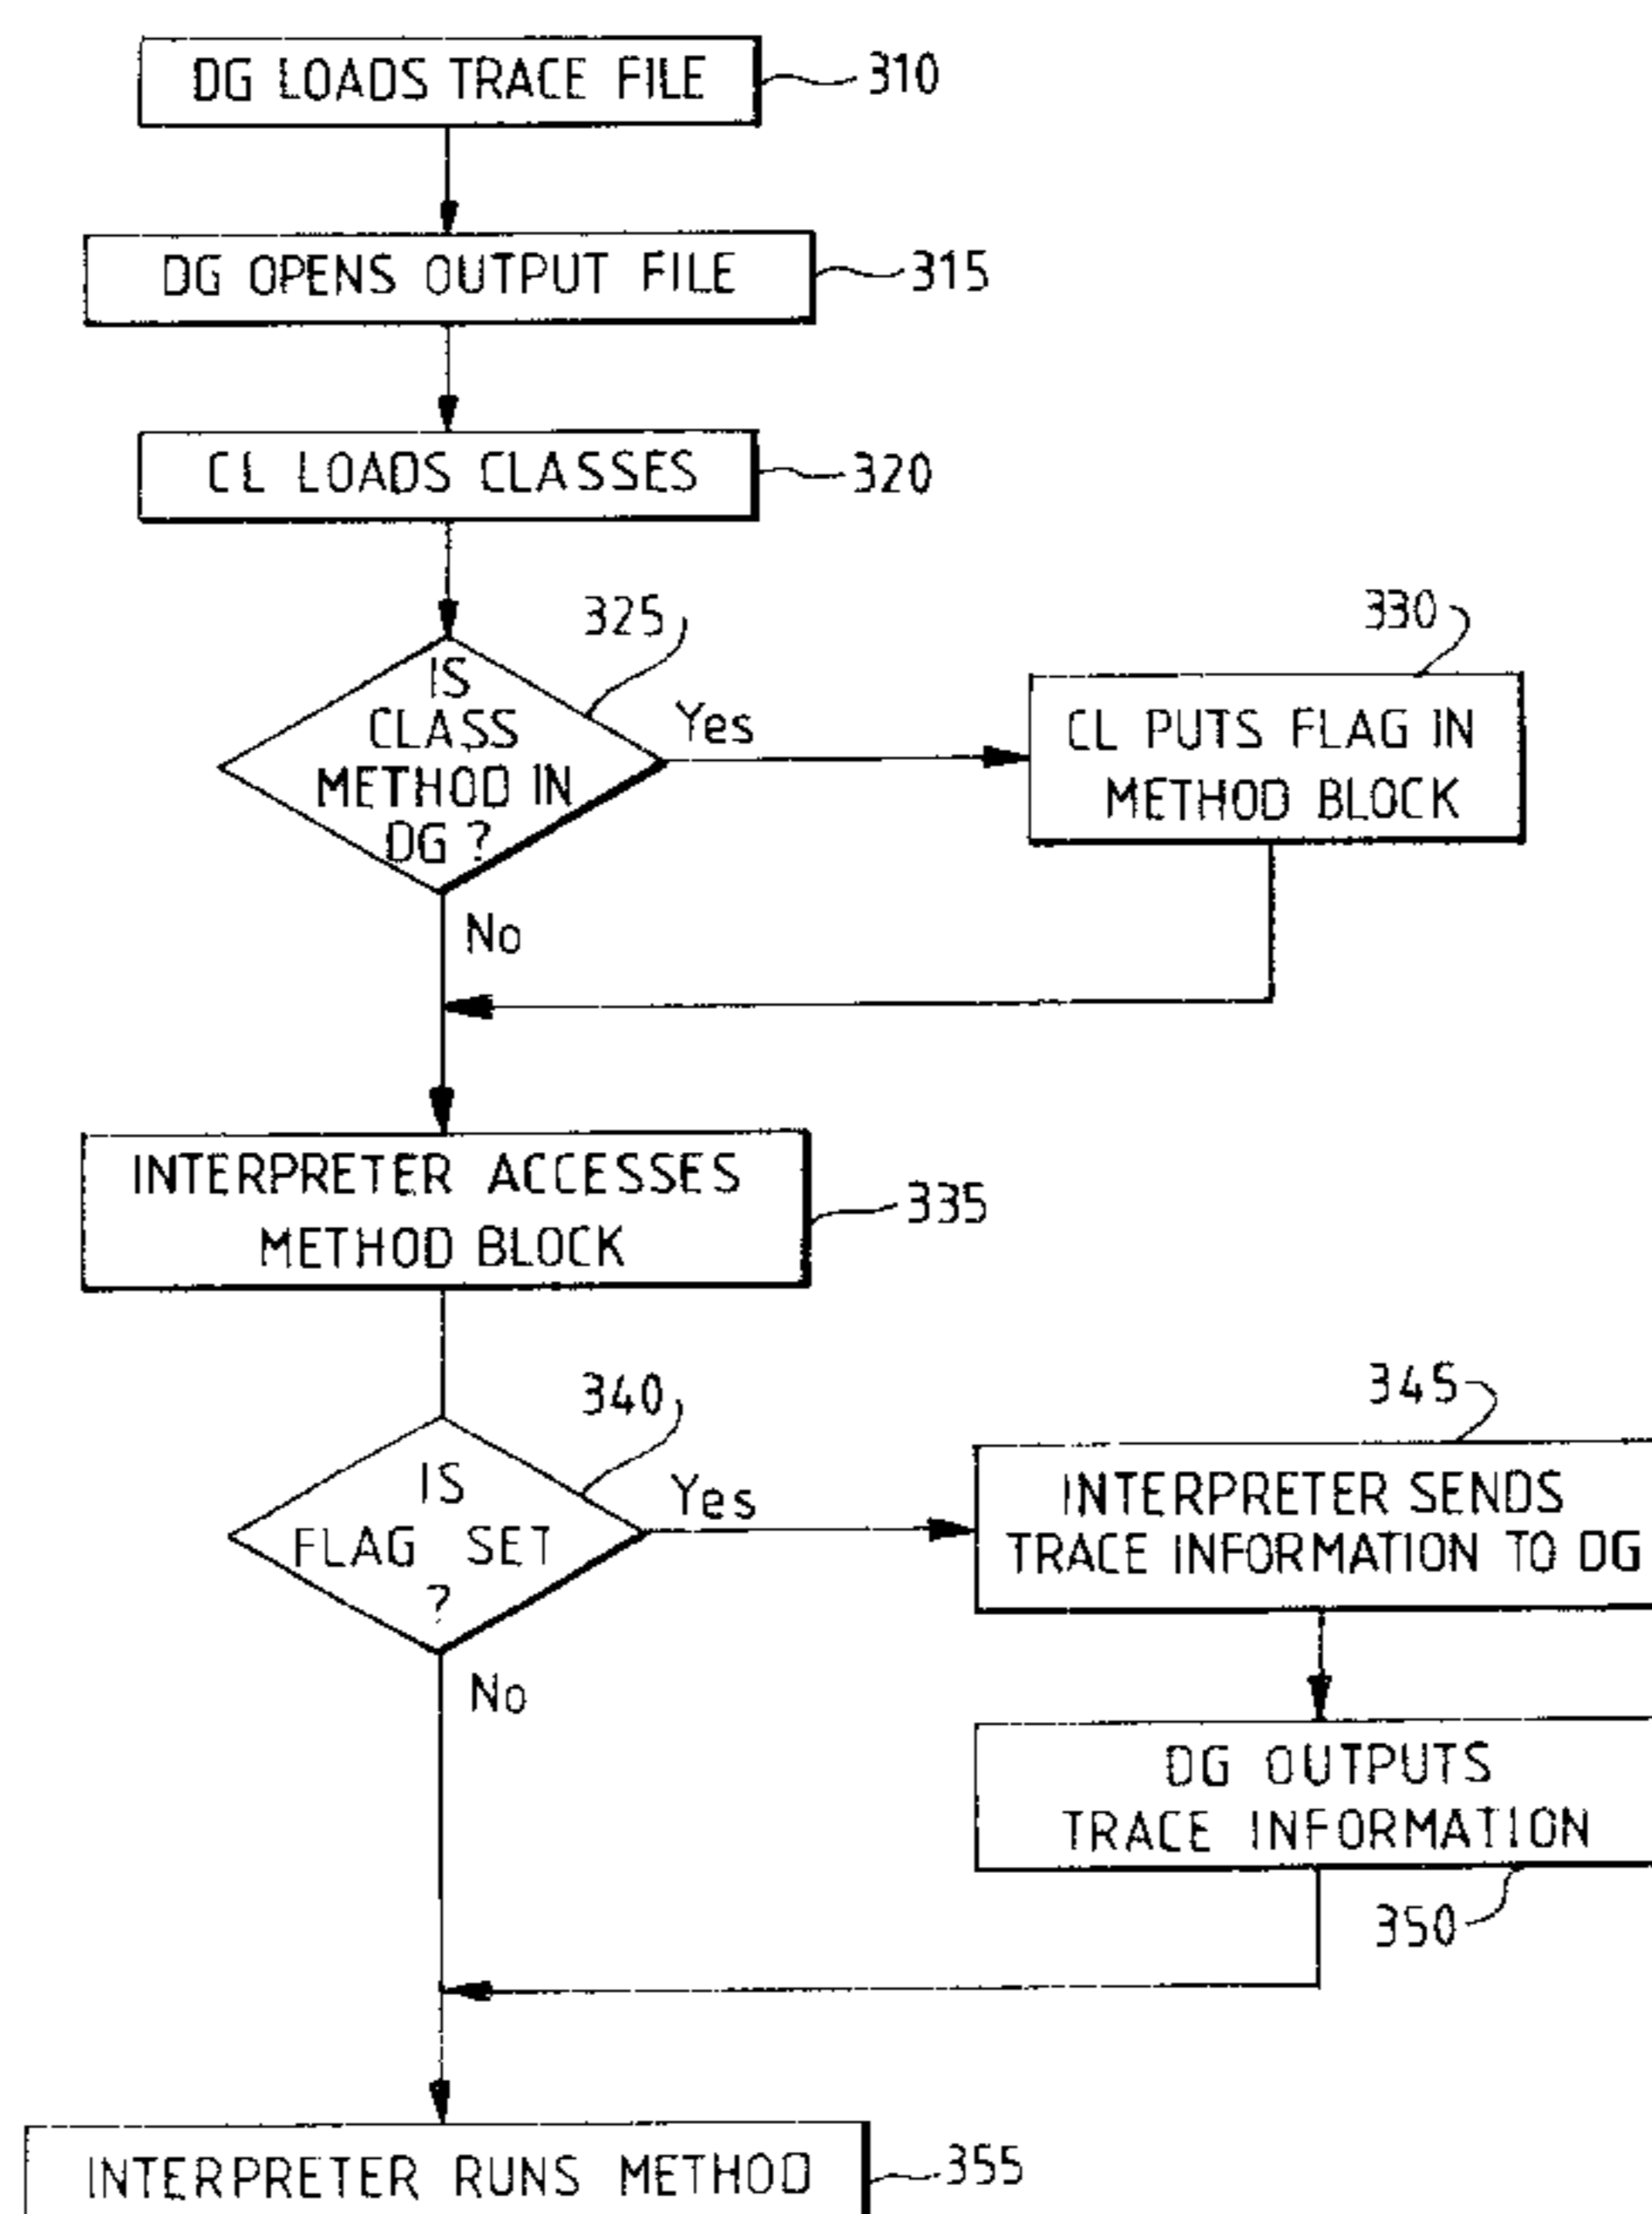 DG LOADS TRACE FILE
310
DG OPENS OUTPUT FILE
315
CL LOADS CLASSES
320
325
IS
CLASS
METHOD IN
DG ?
Yes
No
330
CL PUTS FLAG IN
METHOD BLOCK
INTERPRETER ACCESSES
METHOD BLOCK
335
340
IS
FLAG SET
?
Yes
No
345
INTERPRETER SENDS
TRACE INFORMATION TO DG
DG OUTPUTS
TRACE INFORMATION
350
INTERPRETER RUNS METHOD
355